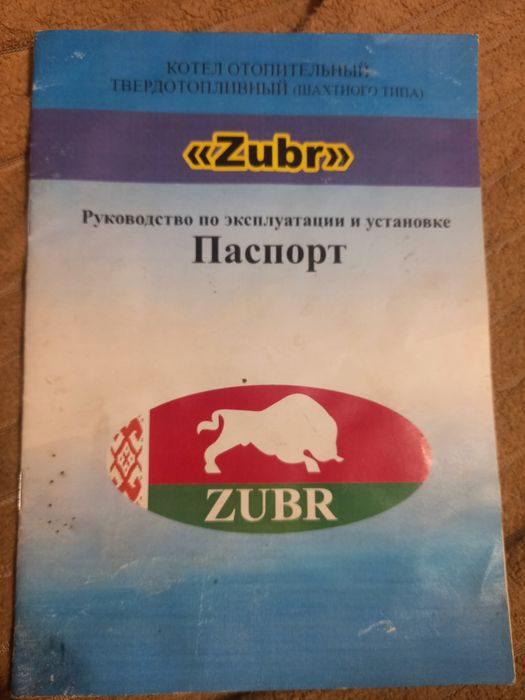 КОТЕЛ ОТОПИТЕЛЬНЫЙ
ТВЕРДОТОПЛИВНЫЙ (ШАХТНОГО ТИПА)
«Zubr»
Руководство по эксплуатации и установке
Паспорт
ZUBR